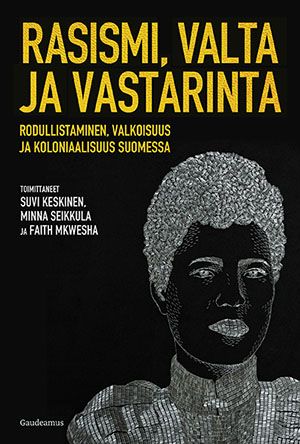 RASISMI, VALTA
JA VASTARINTA
RODULLISTAMINEN, VALKOISUUS
JA KOLONIAALISUUS SUOMESSA
TOIMITTANEET
SUVI KESKINEN,
MINNA SEIKKULA
JA FAITH MKWESHA
Gaudeamus